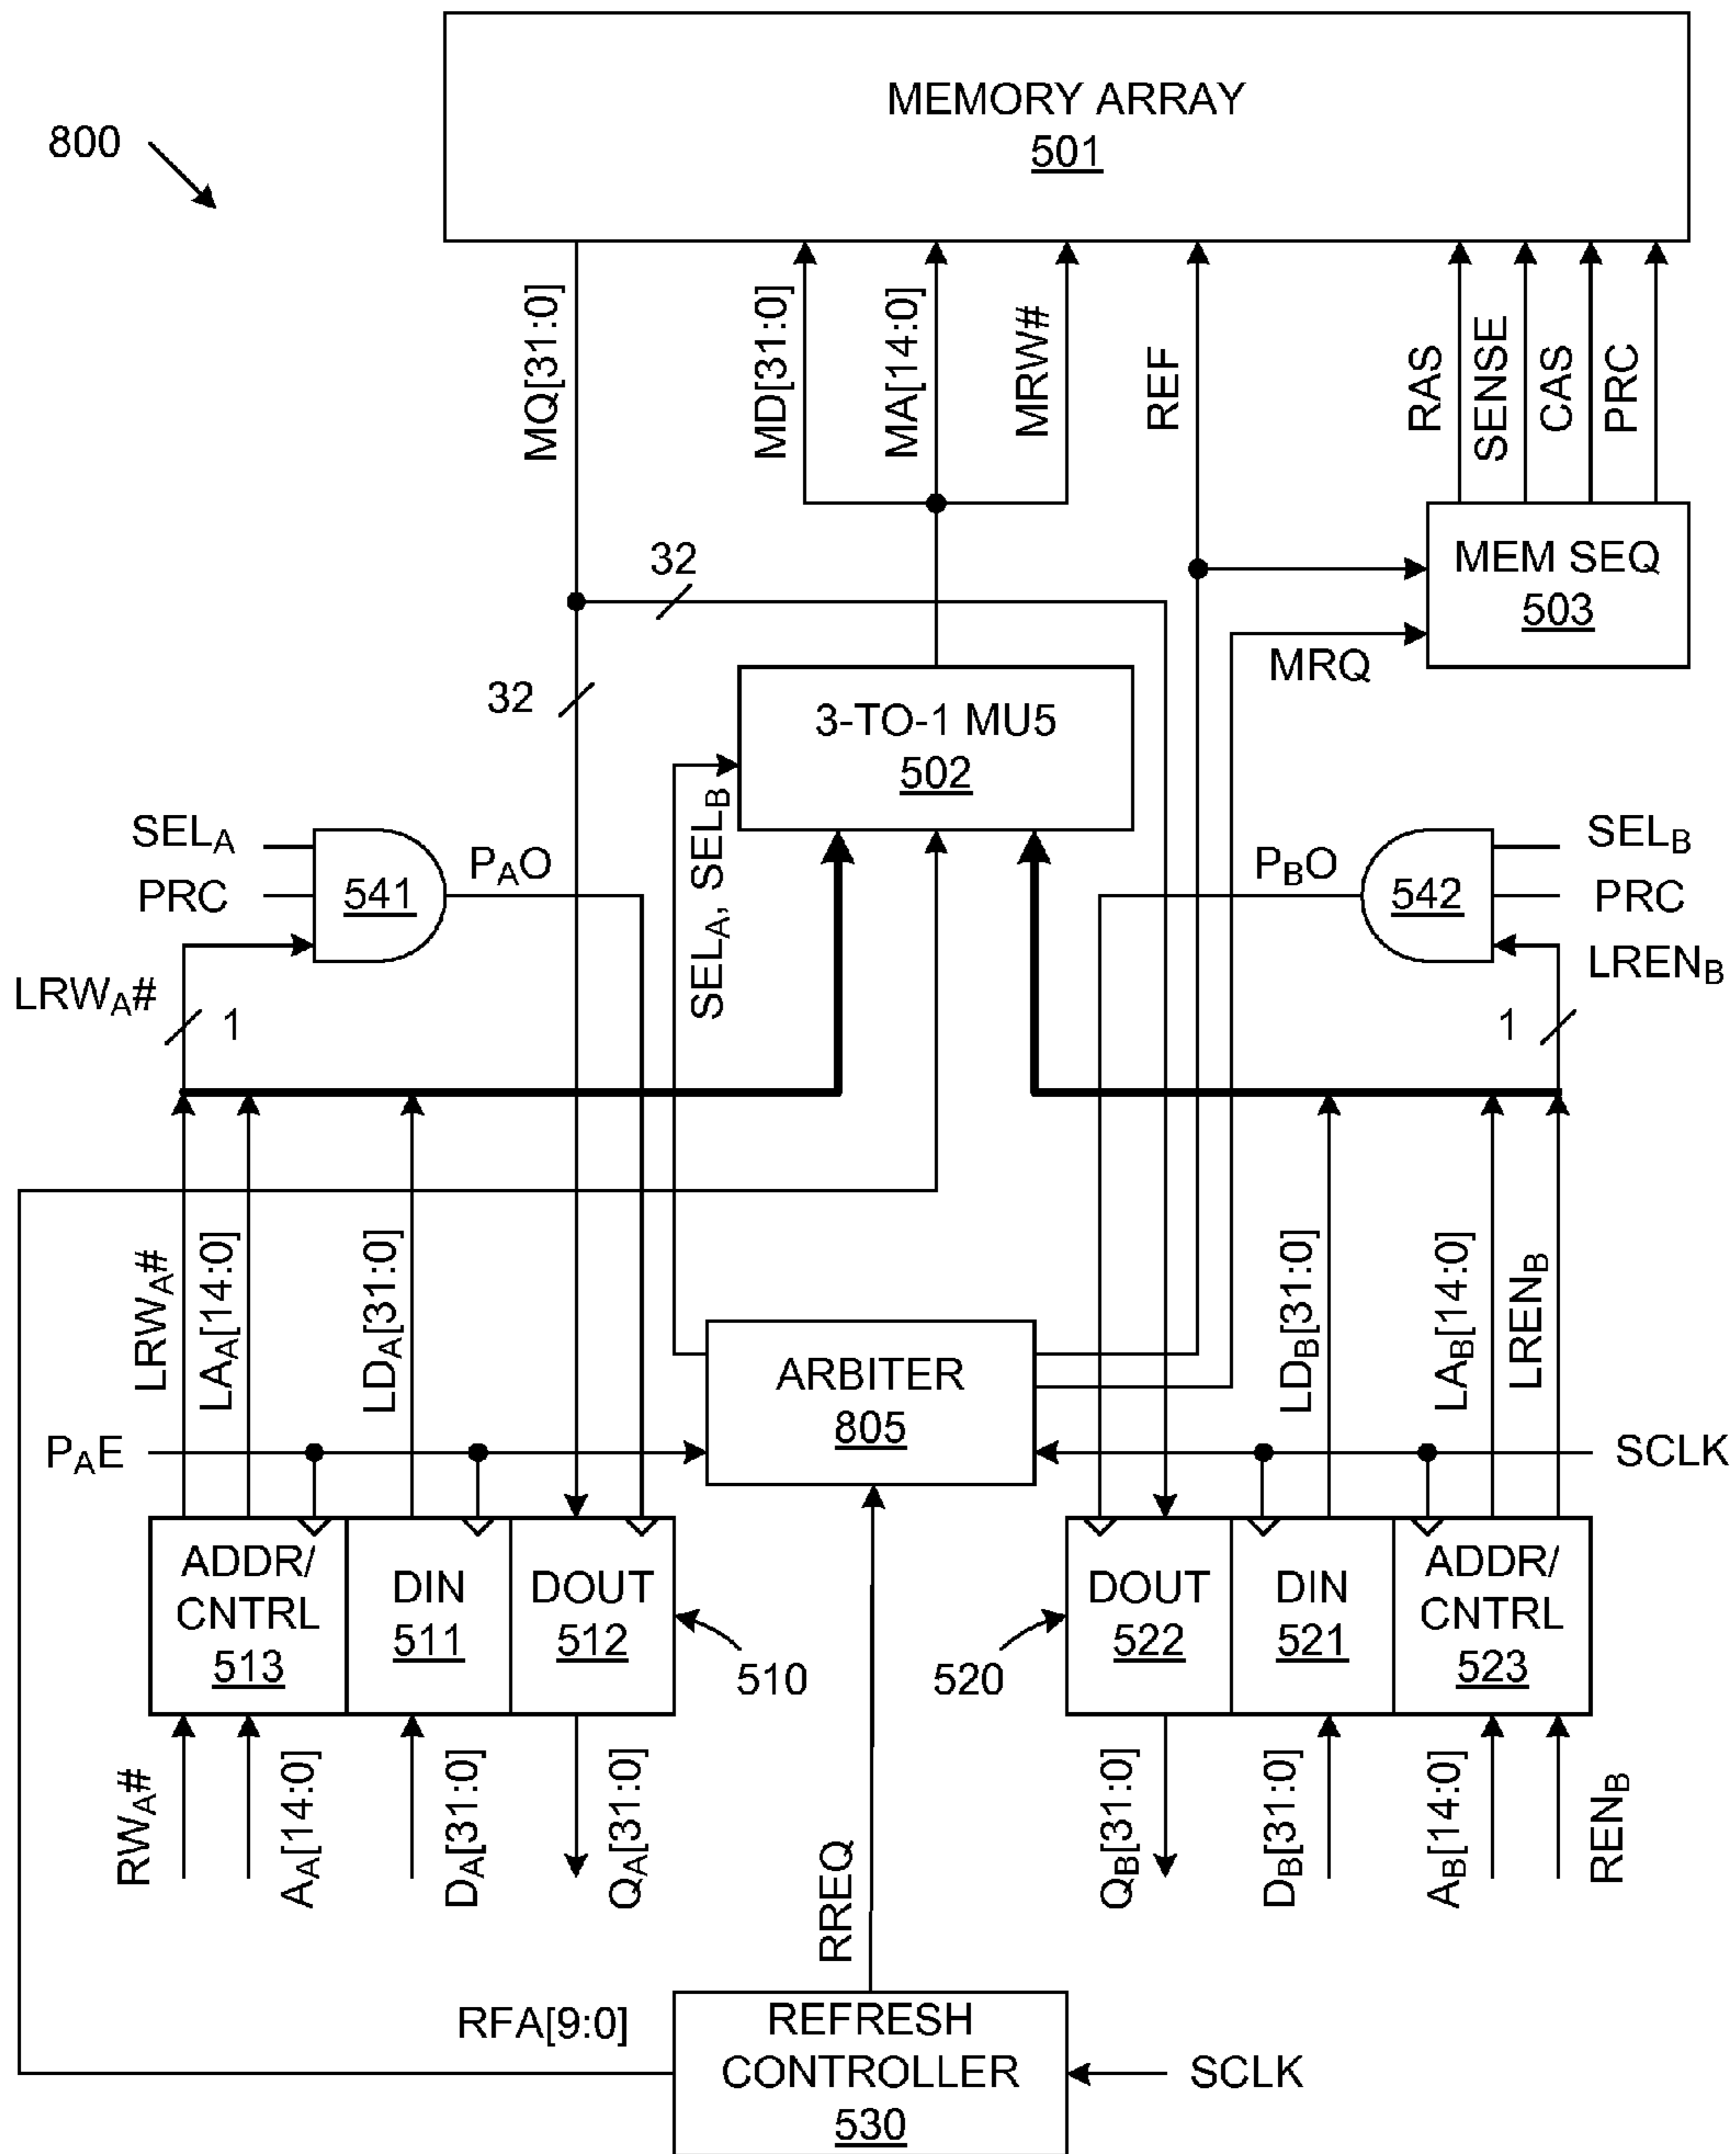 MEMORY ARRAY
501
800
MQ[31:0]
MD[31:0]
MA[14:0]
MRW#
REF
RAS
SENSE
CAS
PRC
MEM SEQ
503
32
32
MRQ
3-TO-1 MU5
502
SELA, SELB
SELA
PRC
LRWA#
541
PAO
1
PBO
542
SELB
PRC
LRENB
1
LRWA#
LAA[14:0]
LDA[31:0]
LDB[31:0]
LAB[14:0]
LRENB
ARBITER
805
PAE
SCLK
ADDR/
CNTRL
513
DIN
511
DOUT
512
510
520
DOUT
522
DIN
521
ADDR/
CNTRL
523
RWA#
AA[14:0]
DA[31:0]
QA[31:0]
RREQ
QB[31:0]
DB[31:0]
AB[14:0]
RENB
RFA[9:0]
REFRESH
CONTROLLER
530
SCLK